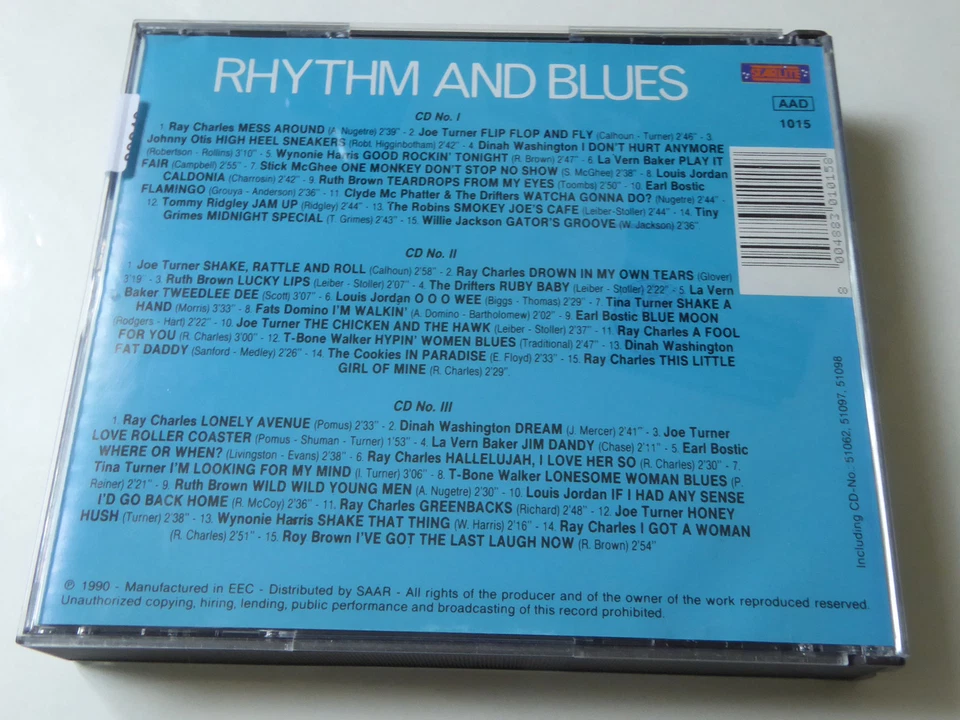 RHYTHM AND BLUES
STARLITE
AAD
1015
CD No. I
1. Ray Charles MESS AROUND (A. Nugetre) 2'39" - 2. Joe Turner FLIP FLOP AND FLY (Calhoun - Turner) 2'46" - 3.
Johnny Otis HIGH HEEL SNEAKERS (Robt. Higginbotham) 2'42" - 4. Dinah Washington I DON'T HURT ANYMORE
(Robertson - Rollins) 3'10" - 5. Wynonie Harris GOOD ROCKIN' TONIGHT (R. Brown) 2'47" - 6. La Vern Baker PLAY IT
FAIR (Campbell) 2'55" - 7. Stick McGhee ONE MONKEY DON'T STOP NO SHOW (S. McGhee) 2'38" - 8. Louis Jordan
CALDONIA (Charrosin) 2'42" - 9. Ruth Brown TEARDROPS FROM MY EYES (Toombs) 2'50" - 10. Earl Bostic
FLAMINGO (Grouya - Anderson) 2'36" - 11. Clyde Mc Phatter & The Drifters WATCHA GONNA DO? (Nugetre) 2'44" -
12. Tommy Ridgley JAM UP (Ridgley) 2'44" - 13. The Robins SMOKEY JOE'S CAFE (Leiber-Stoller) 2'44" - 14. Tiny
Grimes MIDNIGHT SPECIAL (T. Grimes) 2'43" - 15. Willie Jackson GATOR'S GROOVE (W. Jackson) 2'36"
0 004883 010158
CD No. II
1. Joe Turner SHAKE, RATTLE AND ROLL (Calhoun) 2'58" - 2. Ray Charles DROWN IN MY OWN TEARS (Glover)
3'19" - 3. Ruth Brown LUCKY LIPS (Leiber - Stoller) 2'07" - 4. The Drifters RUBY BABY (Leiber - Stoller) 2'22" - 5. La Vern
Baker TWEEDLEE DEE (Scott) 3'07" - 6. Louis Jordan O O O WEE (Biggs - Thomas) 2'29" - 7. Tina Turner SHAKE A
HAND (Morris) 3'33" - 8. Fats Domino I'M WALKIN' (A. Domino - Bartholomew) 2'02" - 9. Earl Bostic BLUE MOON
(Rodgers - Hart) 2'22" - 10. Joe Turner THE CHICKEN AND THE HAWK (Leiber - Stoller) 2'37" - 11. Ray Charles A FOOL
FOR YOU (R. Charles) 3'00" - 12. T-Bone Walker HYPIN' WOMEN BLUES (Traditional) 2'47" - 13. Dinah Washington
FAT DADDY (Sanford - Medley) 2'26" - 14. The Cookies IN PARADISE (E. Floyd) 2'33" - 15. Ray Charles THIS LITTLE
GIRL OF MINE (R. Charles) 2'29".
CD No. III
1. Ray Charles LONELY AVENUE (Pomus) 2'33" - 2. Dinah Washington DREAM (J. Mercer) 2'41" - 3. Joe Turner
LOVE ROLLER COASTER (Pomus - Shuman - Turner) 1'53" - 4. La Vern Baker JIM DANDY (Chase) 2'11" - 5. Earl Bostic
WHERE OR WHEN? (Livingston - Evans) 2'38" - 6. Ray Charles HALLELUJAH, I LOVE HER SO (R. Charles) 2'30" - 7.
Tina Turner I'M LOOKING FOR MY MIND (I. Turner) 3'06" - 8. T-Bone Walker LONESOME WOMAN BLUES (P.
Reiner) 2'21" - 9. Ruth Brown WILD WILD YOUNG MEN (A. Nugetre) 2'30" - 10. Louis Jordan IF I HAD ANY SENSE
I'D GO BACK HOME (R. McCoy) 2'36" - 11. Ray Charles GREENBACKS (Richard) 2'48" - 12. Joe Turner HONEY
HUSH (Turner) 2'38" - 13. Wynonie Harris SHAKE THAT THING (W. Harris) 2'16" - 14. Ray Charles I GOT A WOMAN
(R. Charles) 2'51" - 15. Roy Brown I'VE GOT THE LAST LAUGH NOW (R. Brown) 2'54"
Including CD-No. 51062, 51097, 51098
℗ 1990 - Manufactured in EEC - Distributed by SAAR - All rights of the producer and of the owner of the work reproduced reserved.
Unauthorized copying, hiring, lending, public performance and broadcasting of this record prohibited.